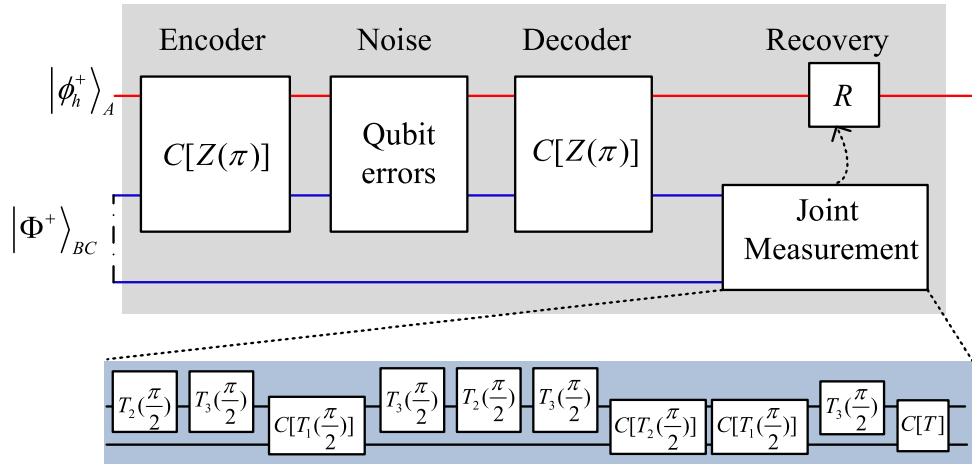 Encoder Noise Decoder Recovery
|ϕ_h^+⟩_A
C[Z(π)] Qubit errors C[Z(π)] R
|Φ^+⟩_BC
Joint Measurement
T_2(π/2) T_3(π/2) C[T_1(π/2)] T_3(π/2) T_2(π/2) T_3(π/2) C[T_2(π/2)] C[T_1(π/2)] T_3(π/2) C[T]